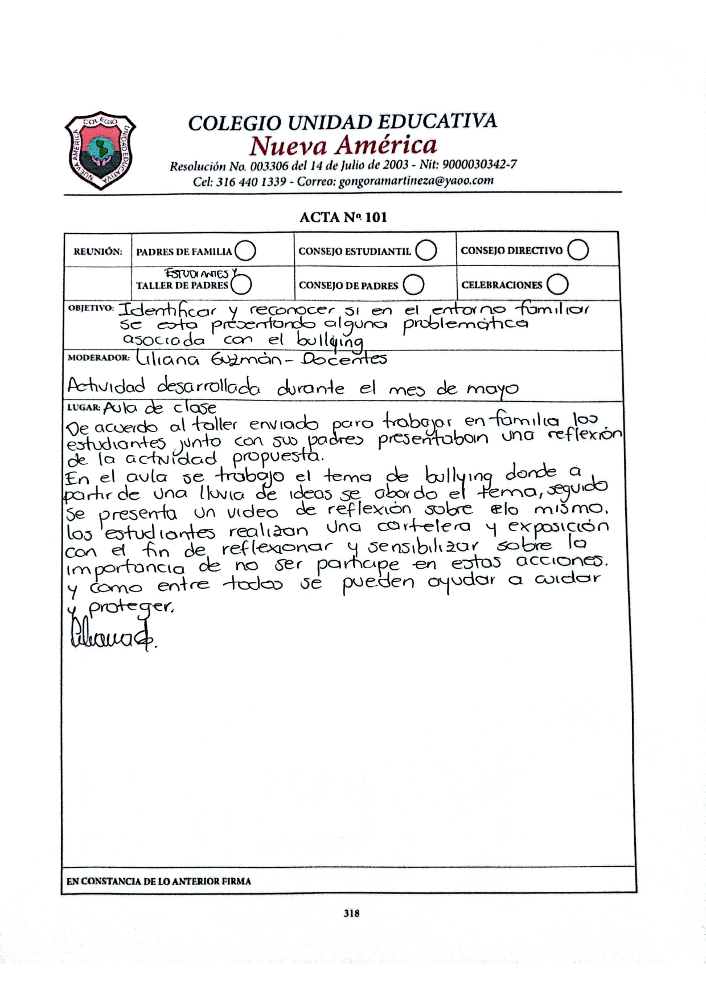 COLEGIO UNIDAD EDUCATIVA
Nueva América
Resolución No. 003306 del 14 de Julio de 2003 - Nit: 9000030342-7
Cel: 316 440 1339 - Correo: gongoramartineza@yaoo.com
COLEGIO UNIDAD EDUCATIVA NUEVA AMERICA
ACTA Nº. 101
REUNIÓN: PADRES DE FAMILIA CONSEJO ESTUDIANTIL CONSEJO DIRECTIVO
ESTUDIANTES Y
TALLER DE PADRES CONSEJO DE PADRES CELEBRACIONES
OBJETIVO: Identificar y reconocer si en el entorno familiar
se esta presentando alguna problemática
asociada con el bullying
MODERADOR: Liliana Guzmán - Docentes
Actividad desarrollada durante el mes de mayo
LUGAR: Aula de clase
De acuerdo al taller enviado para trabajar en familia los
estudiantes junto con sus padres presentaban una reflexión
de la actividad propuesta.
En el aula se trabajo el tema de bullying donde a
partir de una lluvia de ideas se abordo el tema, seguido
se presenta un video de reflexión sobre elo mismo.
los estudiantes realizan una cartelera y exposición
con el fin de reflexionar y sensibilizar sobre la
importancia de no ser participe en estas acciones.
y como entre todos se pueden ayudar a cuidar
y proteger.
EN CONSTANCIA DE LO ANTERIOR FIRMA
318